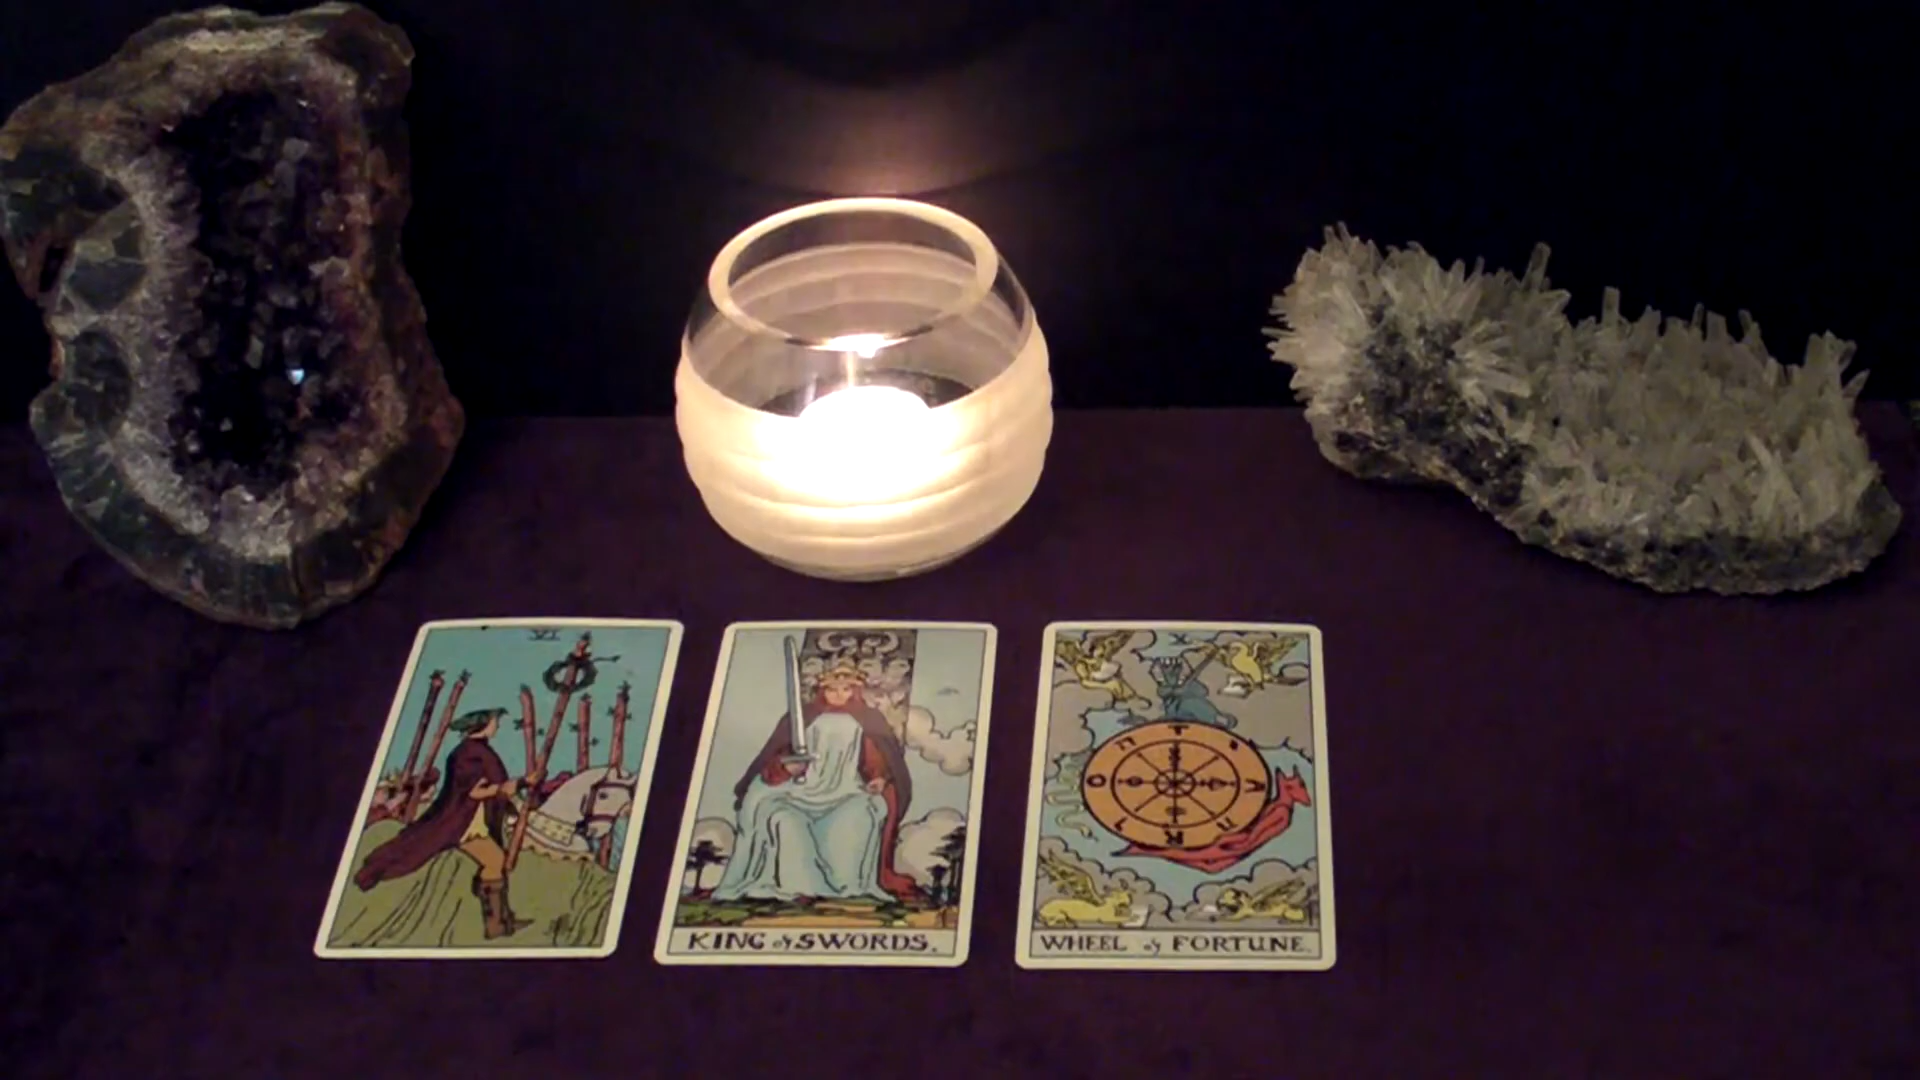 VI
KING of SWORDS.
X
WHEEL of FORTUNE.
T
A
R
O